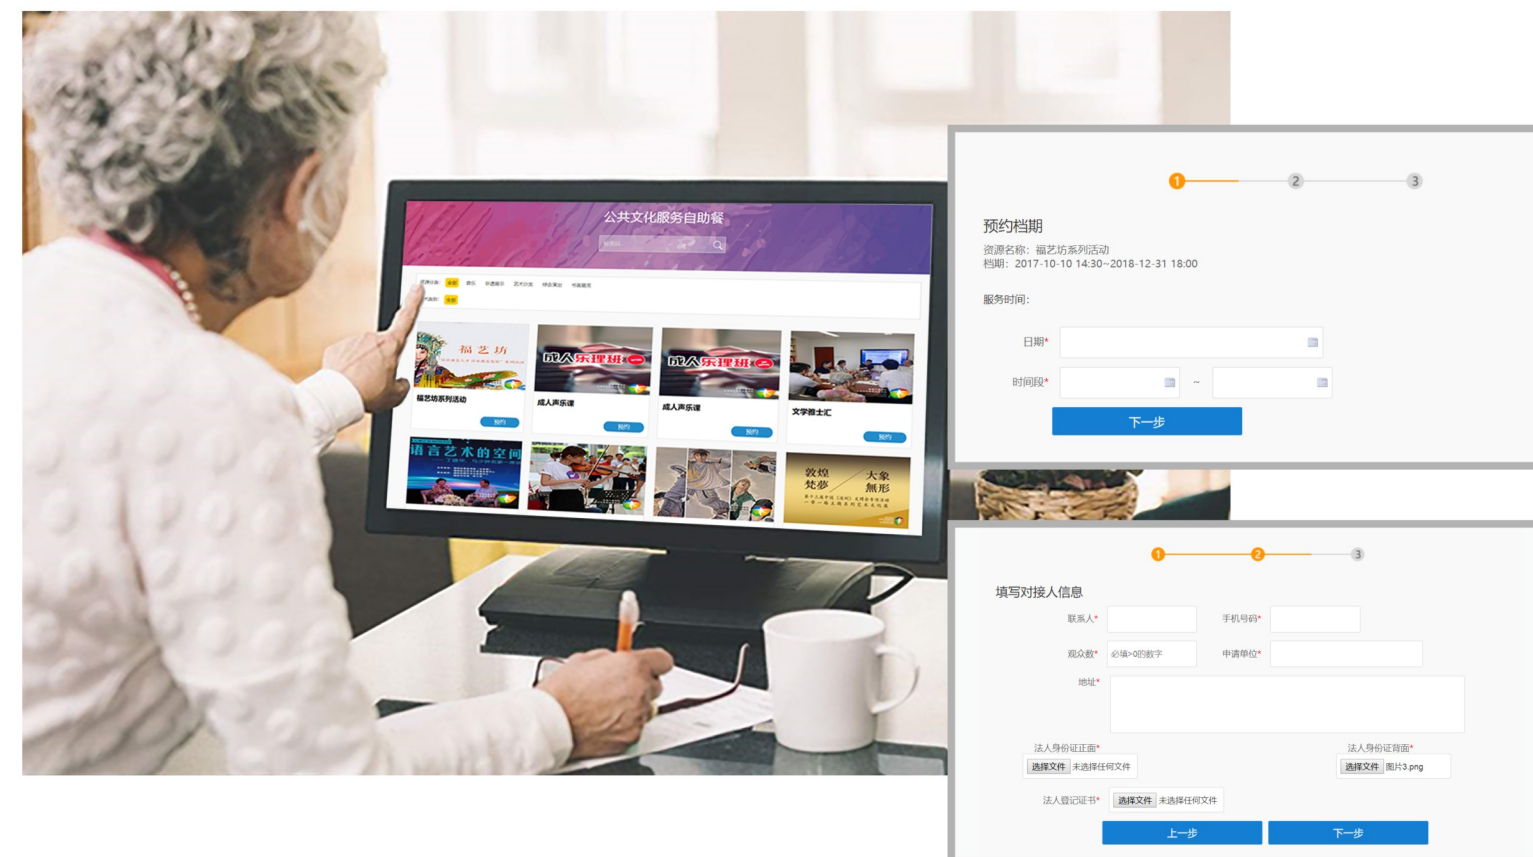 公共文化服务自助餐
全部 音乐
全部
福艺坊
成人乐理班一
成人乐理班二
福艺坊系列活动
成人声乐课
成人声乐课
文学雅士汇
预约
预约
预约
预约
语言艺术的空间
敦煌 大象
梵夢 無形
1 2 3
预约档期
资源名称：福艺坊系列活动
档期：2017-10-10 14:30~2018-12-31 18:00
服务时间：
日期*
时间段* ~
下一步
1 2 3
填写对接人信息
联系人* 手机号码*
观众数* 必填>0的数字 申请单位*
地址*
法人身份证正面* 法人身份证背面*
选择文件 未选择任何文件 选择文件 图片3.png
法人登记证书* 选择文件 未选择任何文件
上一步 下一步